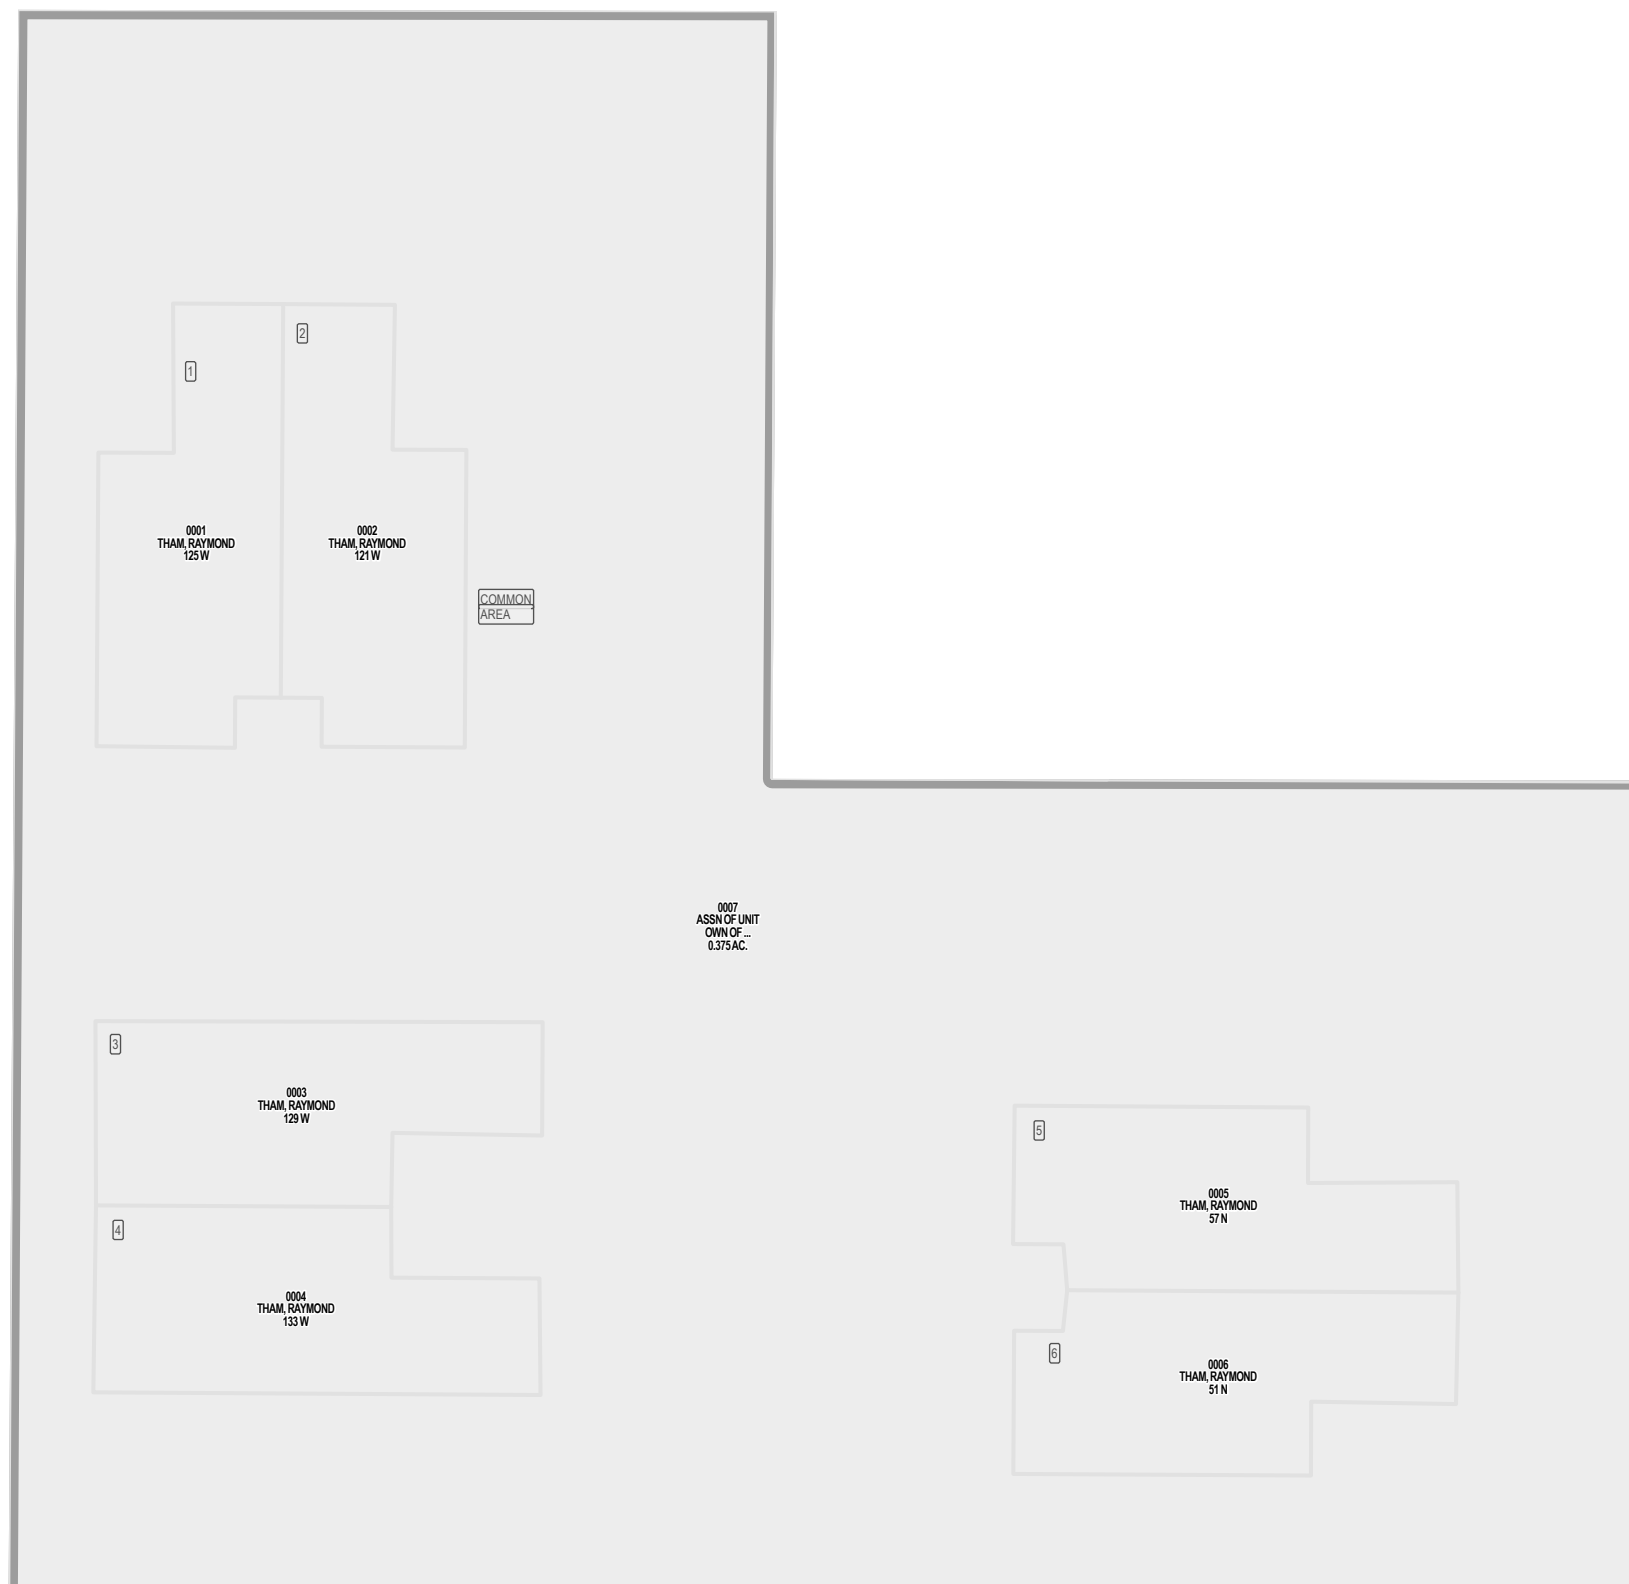 2
1
0001
THAM, RAYMOND
125 W
0002
THAM, RAYMOND
121 W
COMMON
AREA
0007
ASSN OF UNIT
OWN OF ...
0.375 AC.
3
0003
THAM, RAYMOND
129 W
4
0004
THAM, RAYMOND
133 W
5
0005
THAM, RAYMOND
57 N
6
0006
THAM, RAYMOND
51 N